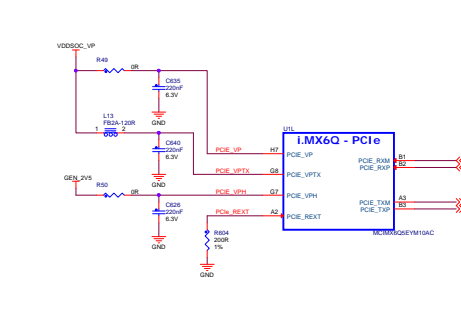 VDDSOC_VP
R49
0R
C635
220nF
6.3V
GND
L13
FB2A-120R
1
2
C640
220nF
6.3V
GND
GEN_2V5
R50
0R
C626
220nF
6.3V
GND
PCIE_VP
H7
PCIE_VPTX
G8
PCIE_VPH
G7
PCIe_REXT
A2
R604
200R
1%
GND
U1L
i.MX6Q - PCIe
PCIE_VP
PCIE_VPTX
PCIE_VPH
PCIE_REXT
PCIE_RXM
B1
PCIE_RXP
B2
PCIE_TXM
A3
PCIE_TXP
B3
MCIMX6Q5EYM10AC